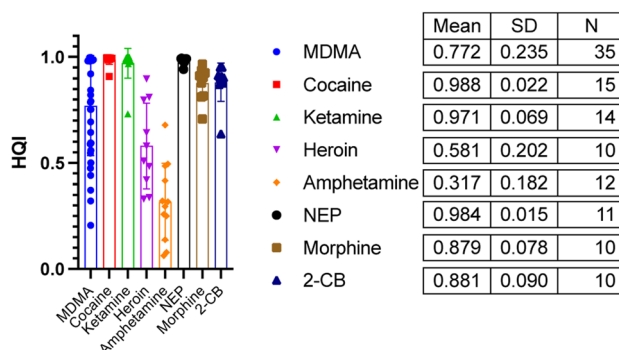 HQI
1.0
0.5
0.0
MDMA
Cocaine
Ketamine
Heroin
Amphetamine
NEP
Morphine
2-CB
Mean SD N
MDMA 0.772 0.235 35
Cocaine 0.988 0.022 15
Ketamine 0.971 0.069 14
Heroin 0.581 0.202 10
Amphetamine 0.317 0.182 12
NEP 0.984 0.015 11
Morphine 0.879 0.078 10
2-CB 0.881 0.090 10